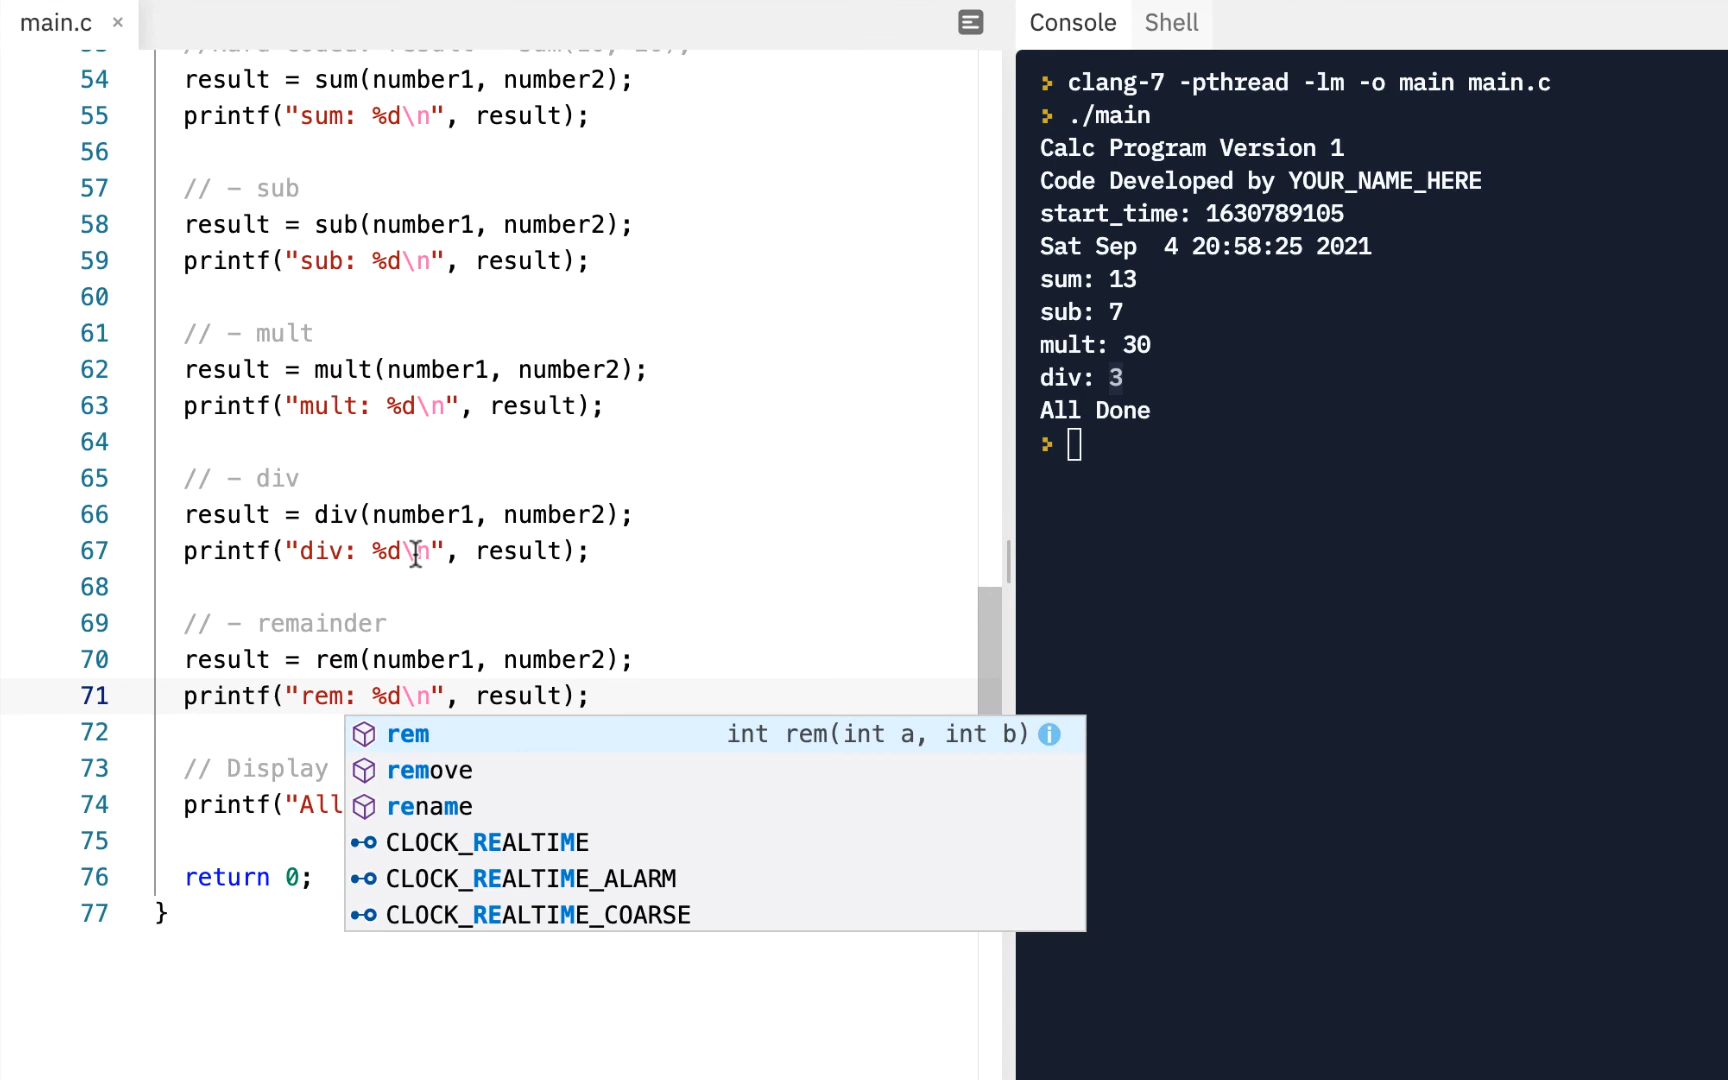 main.c ×
54 result = sum(number1, number2);
55 printf("sum: %d\n", result);
56
57 // - sub
58 result = sub(number1, number2);
59 printf("sub: %d\n", result);
60
61 // - mult
62 result = mult(number1, number2);
63 printf("mult: %d\n", result);
64
65 // - div
66 result = div(number1, number2);
67 printf("div: %d\n", result);
68
69 // - remainder
70 result = rem(number1, number2);
71 printf("rem: %d\n", result);
72
73 // Display
74 printf("All
75
76 return 0;
77 }
rem int rem(int a, int b)
remove
rename
CLOCK_REALTIME
CLOCK_REALTIME_ALARM
CLOCK_REALTIME_COARSE
Console Shell
clang-7 -pthread -lm -o main main.c
./main
Calc Program Version 1
Code Developed by YOUR_NAME_HERE
start_time: 1630789105
Sat Sep  4 20:58:25 2021
sum: 13
sub: 7
mult: 30
div: 3
All Done